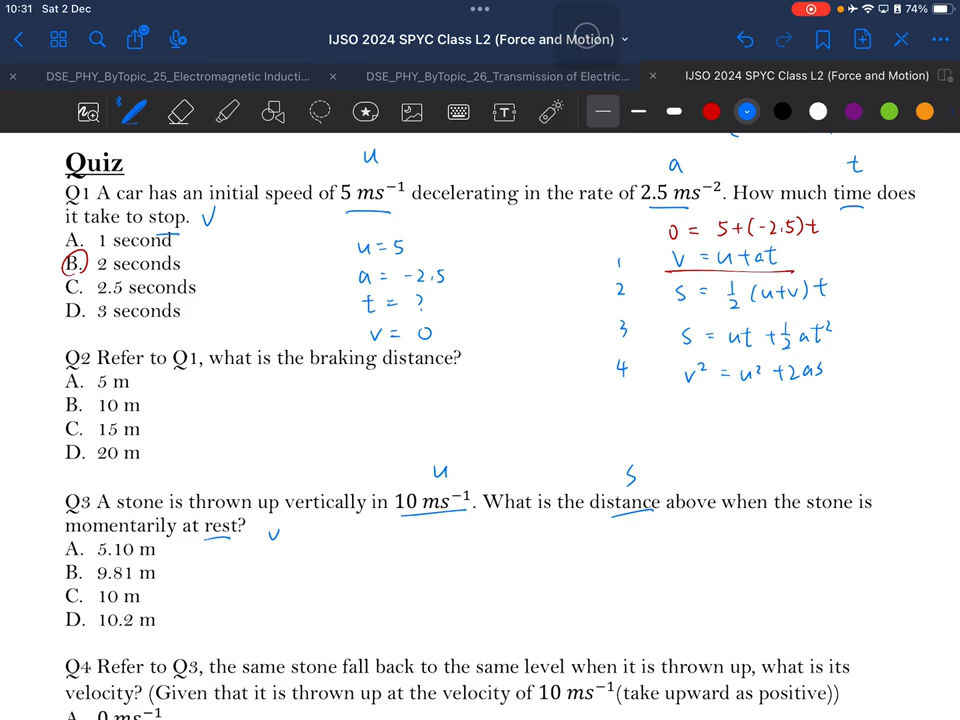 10:31 Sat 2 Dec
74%
IJSO 2024 SPYC Class L2 (Force and Motion)
DSE_PHY_ByTopic_25_Electromagnetic Inducti...
DSE_PHY_ByTopic_26_Transmission of Electric...
IJSO 2024 SPYC Class L2 (Force and Motion)
Quiz
u
a
t
Q1 A car has an initial speed of 5 ms⁻¹ decelerating in the rate of 2.5 ms⁻². How much time does
it take to stop. v
A. 1 second
B. 2 seconds
C. 2.5 seconds
D. 3 seconds
u = 5
a = -2.5
t = ?
v = 0
0 = 5+(-2.5)t
1 v = u+at
2 s = ½ (u+v) t
3 s = ut + ½ at²
4 v² = u² + 2as
Q2 Refer to Q1, what is the braking distance?
A. 5 m
B. 10 m
C. 15 m
D. 20 m
u
s
Q3 A stone is thrown up vertically in 10 ms⁻¹. What is the distance above when the stone is
momentarily at rest? v
A. 5.10 m
B. 9.81 m
C. 10 m
D. 10.2 m
Q4 Refer to Q3, the same stone fall back to the same level when it is thrown up, what is its
velocity? (Given that it is thrown up at the velocity of 10 ms⁻¹(take upward as positive))
A. 0 ms⁻¹